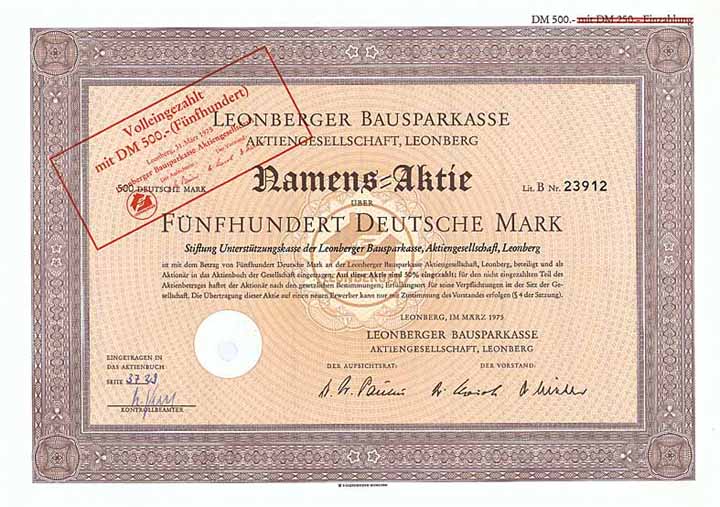 DM 500.- mit DM 250.- Einzahlung
Volleingezahlt
mit DM 500.- (Fünfhundert)
Leonberg, 31. März 1975
Leonberger Bausparkasse Aktiengesellschaft
LEONBERGER BAUSPARKASSE
AKTIENGESELLSCHAFT, LEONBERG
500 DEUTSCHE MARK
Namens-Aktie
Lit. B Nr. 23912
ÜBER
FÜNFHUNDERT DEUTSCHE MARK
Stiftung Unterstützungskasse der Leonberger Bausparkasse, Aktiengesellschaft, Leonberg
ist mit dem Betrag von Fünfhundert Deutsche Mark an der Leonberger Bausparkasse Aktiengesellschaft, Leonberg, beteiligt und als
Aktionär in das Aktienbuch der Gesellschaft eingetragen. Auf diese Aktie sind 50% eingezahlt; für den nicht eingezahlten Teil des
Aktienbetrages haftet der Aktionär nach den gesetzlichen Bestimmungen; Erfüllungsort für seine Verpflichtungen ist der Sitz der Ge-
sellschaft. Die Übertragung dieser Aktie auf einen neuen Erwerber kann nur mit Zustimmung des Vorstandes erfolgen (§ 4 der Satzung).
LEONBERGER
LEONBERG, IM MÄRZ 1975
LEONBERGER BAUSPARKASSE
AKTIENGESELLSCHAFT, LEONBERG
EINGETRAGEN IN
DAS AKTIENBUCH
SEITE 3739
KONTROLLBEAMTER
DER AUFSICHTSRAT:
DER VORSTAND: